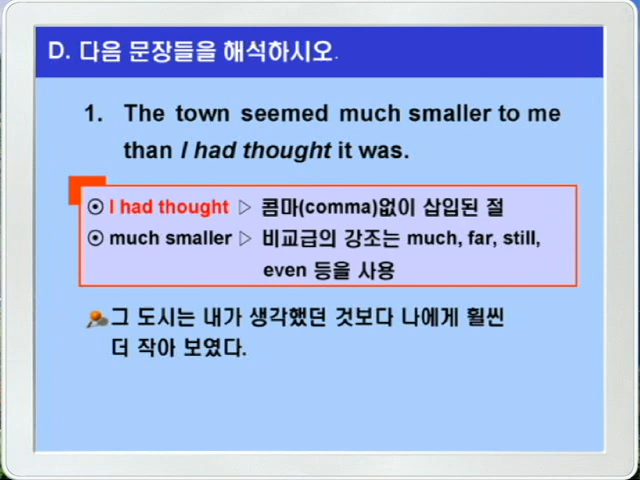 D. 다음 문장들을 해석하시오.
1. The town seemed much smaller to me
than I had thought it was.
⊙ I had thought ▷ 콤마(comma)없이 삽입된 절
⊙ much smaller ▷ 비교급의 강조는 much, far, still,
even 등을 사용
그 도시는 내가 생각했던 것보다 나에게 훨씬
더 작아 보였다.